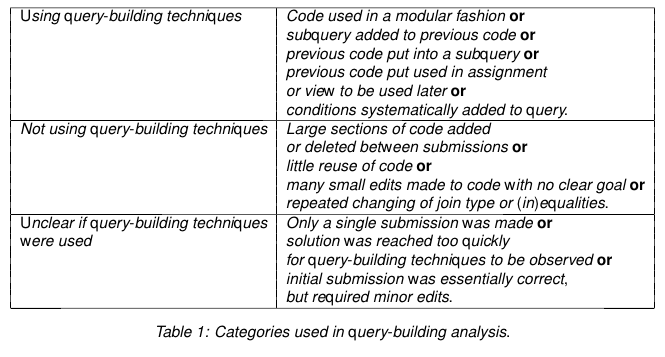 Using query-building techniques
Code used in a modular fashion or
subquery added to previous code or
previous code put into a subquery or
previous code put used in assignment
or view to be used later or
conditions systematically added to query.
Not using query-building techniques
Large sections of code added
or deleted between submissions or
little reuse of code or
many small edits made to code with no clear goal or
repeated changing of join type or (in)equalities.
Unclear if query-building techniques
were used
Only a single submission was made or
solution was reached too quickly
for query-building techniques to be observed or
initial submission was essentially correct,
but required minor edits.
Table 1: Categories used in query-building analysis.